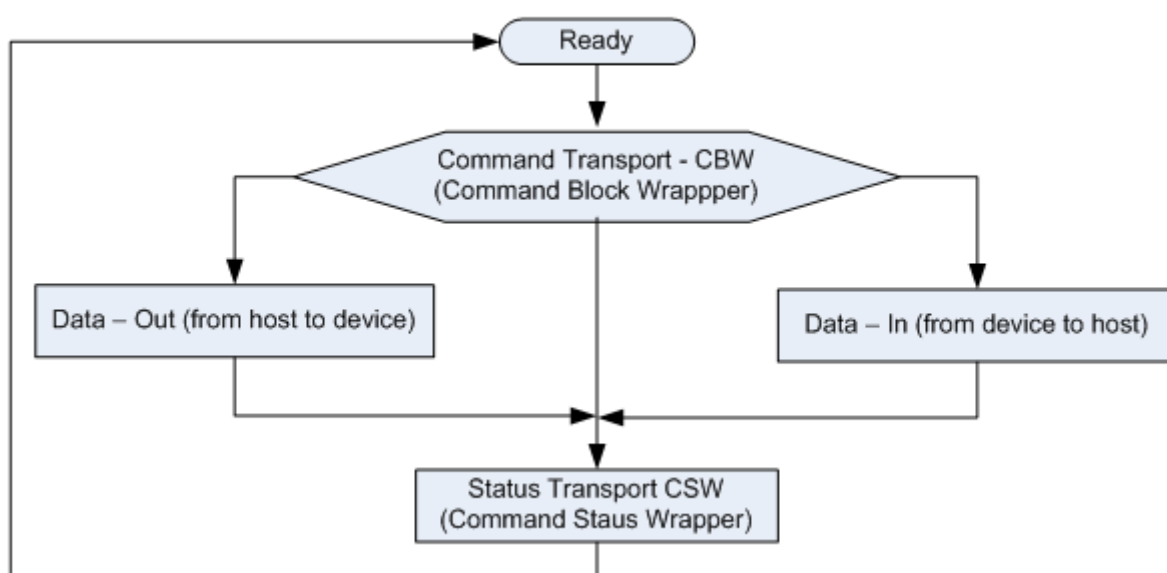 Ready
Command Transport - CBW
(Command Block Wrappper)
Data – Out (from host to device)
Data – In (from device to host)
Status Transport CSW
(Command Staus Wrapper)